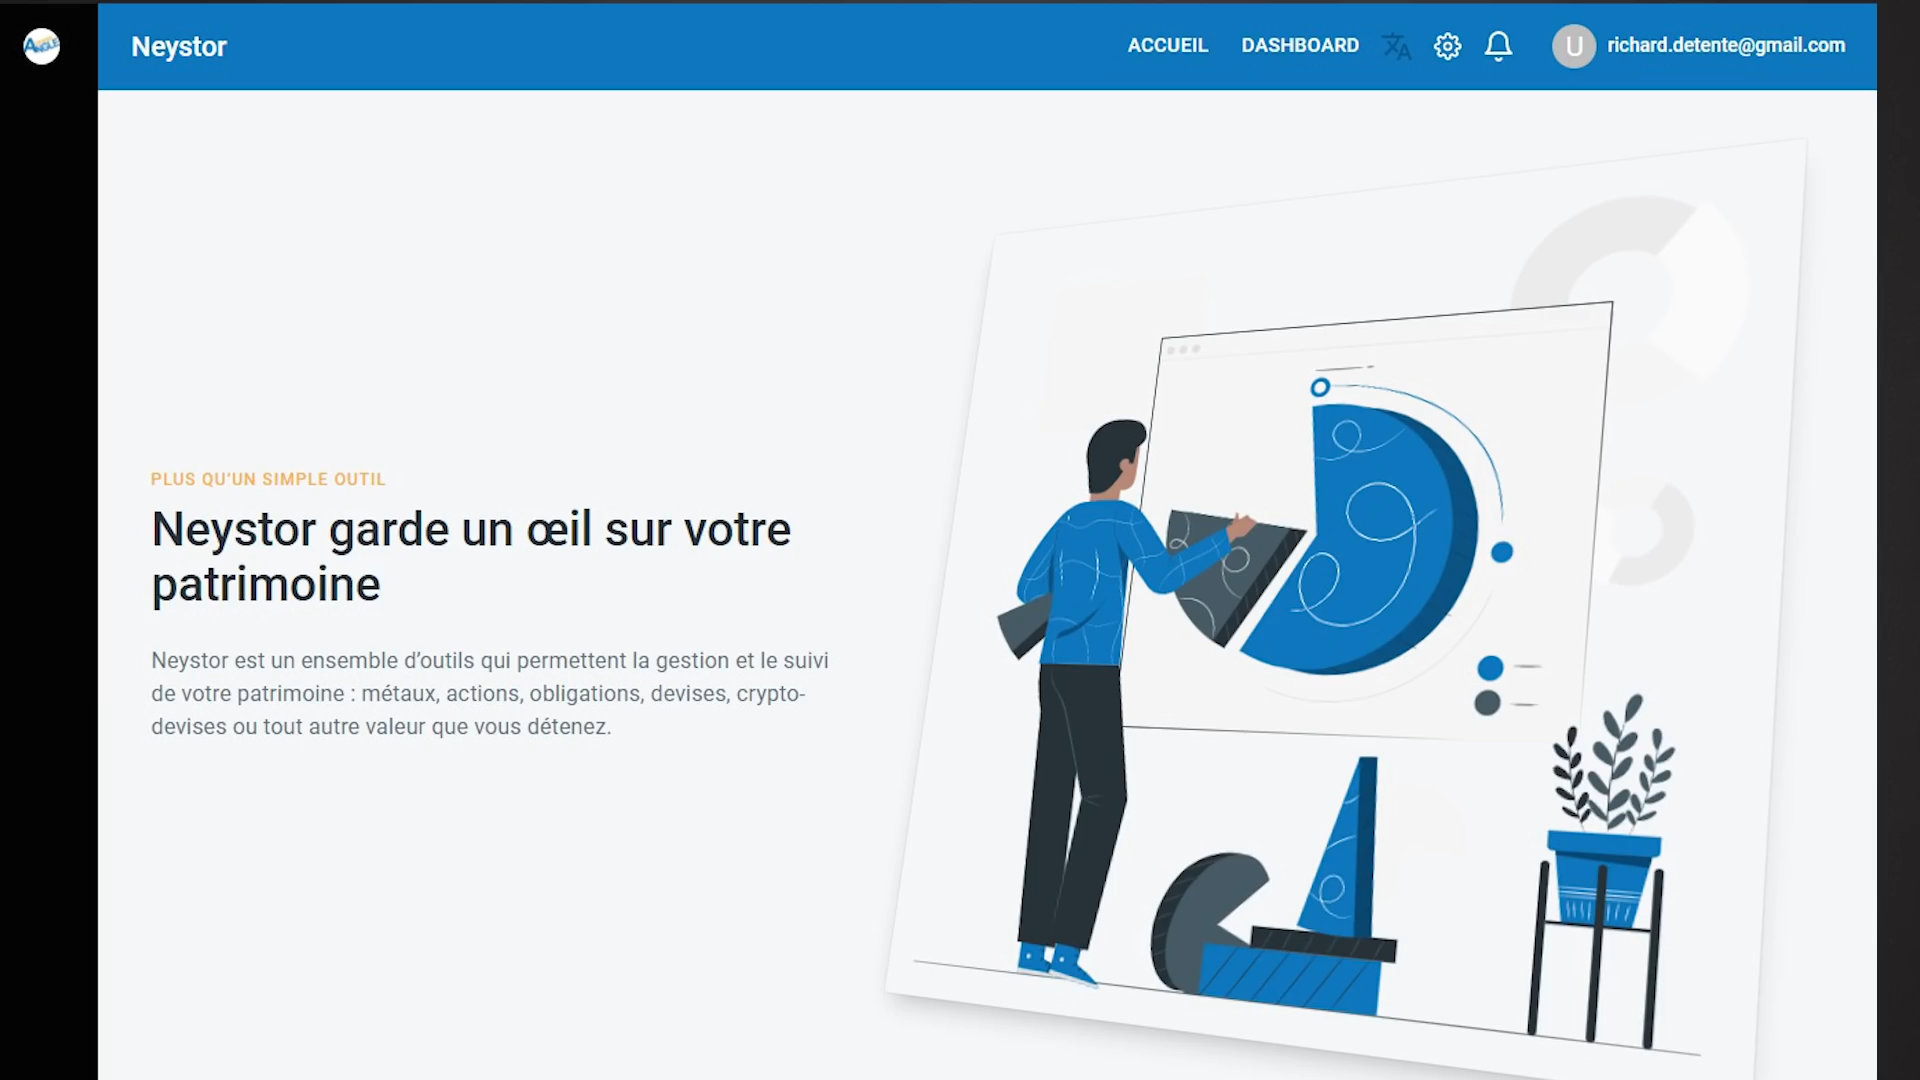 Neystor
ACCUEIL
DASHBOARD
U
richard.detente@gmail.com
PLUS QU’UN SIMPLE OUTIL
Neystor garde un œil sur votre
patrimoine
Neystor est un ensemble d’outils qui permettent la gestion et le suivi
de votre patrimoine : métaux, actions, obligations, devises, crypto-
devises ou tout autre valeur que vous détenez.